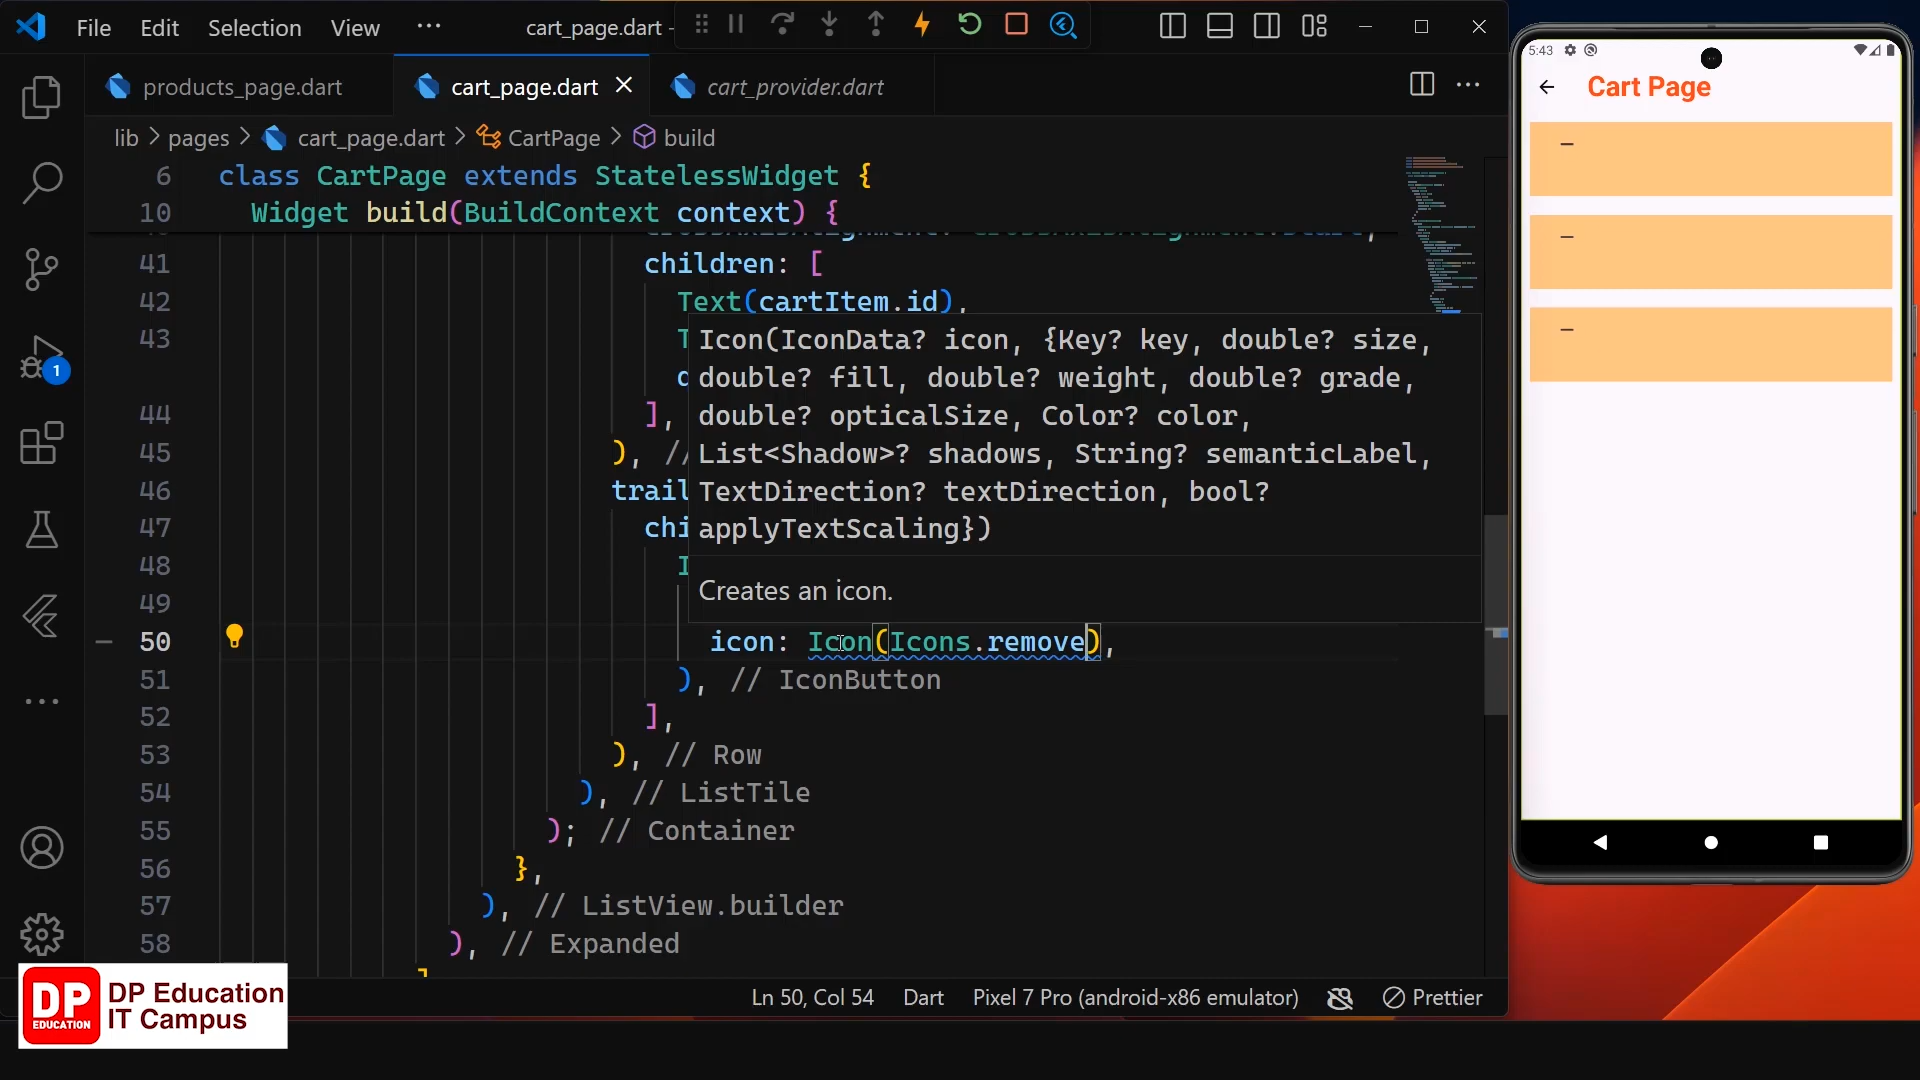 File Edit Selection View ··· cart_page.dart -
products_page.dart cart_page.dart cart_provider.dart ···
lib > pages > cart_page.dart > CartPage > build
6 class CartPage extends StatelessWidget {
10 Widget build(BuildContext context) {
41 children: [
42 Text(cartItem.id),
43 T
c
44 ],
45 ), //
46 trail
47 chi
48 I
49
50 icon: Icon(Icons.remove),
51 ), // IconButton
52 ],
53 ), // Row
54 ), // ListTile
55 ); // Container
56 },
57 ), // ListView.builder
58 ), // Expanded
]
Icon(IconData? icon, {Key? key, double? size,
double? fill, double? weight, double? grade,
double? opticalSize, Color? color,
List<Shadow>? shadows, String? semanticLabel,
TextDirection? textDirection, bool?
applyTextScaling})
Creates an icon.
1
Ln 50, Col 54 Dart Pixel 7 Pro (android-x86 emulator) Prettier
DP EDUCATION
DP Education
IT Campus
5:43
Cart Page